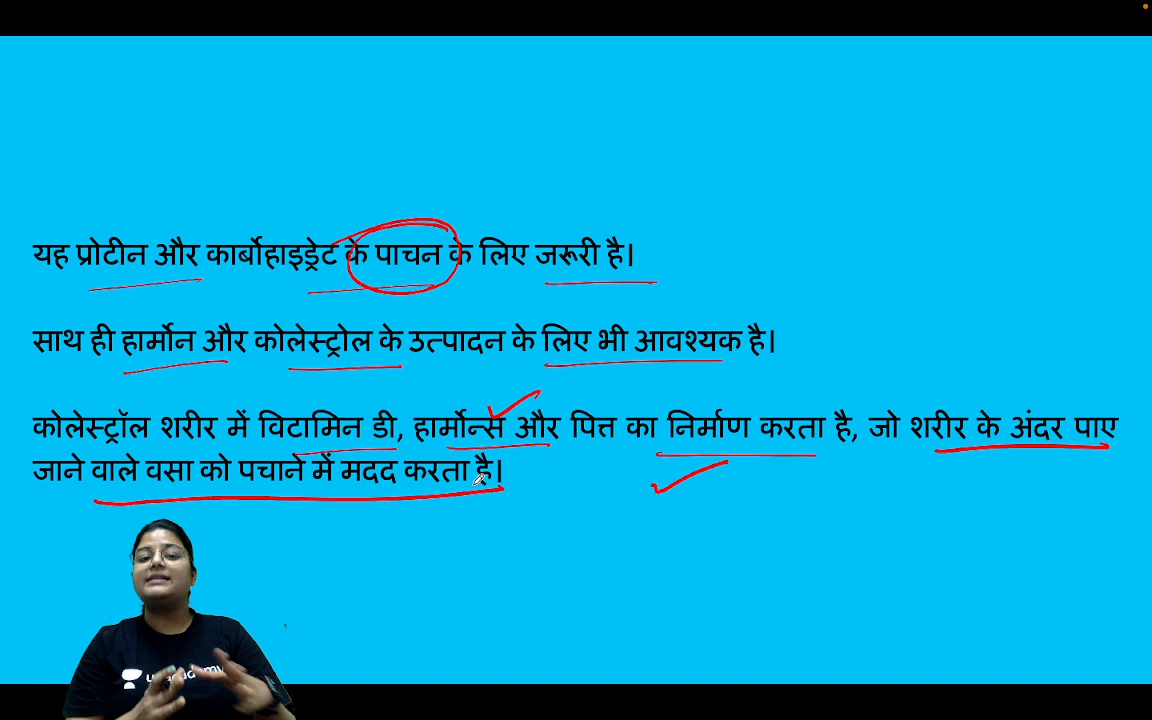 यह प्रोटीन और कार्बोहाइड्रेट के पाचन के लिए जरूरी है।
साथ ही हार्मोन और कोलेस्ट्रोल के उत्पादन के लिए भी आवश्यक है।
कोलेस्ट्रॉल शरीर में विटामिन डी, हार्मोन्स और पित्त का निर्माण करता है, जो शरीर के अंदर पाए
जाने वाले वसा को पचाने में मदद करता है।